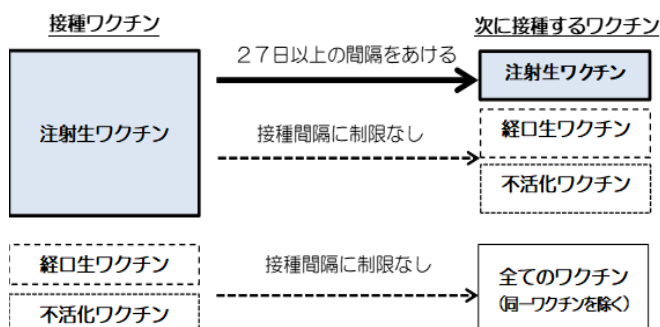 接種ワクチン
次に接種するワクチン
27日以上の間隔をあける
注射生ワクチン
注射生ワクチン
接種間隔に制限なし
経口生ワクチン
不活化ワクチン
経口生ワクチン
接種間隔に制限なし
全てのワクチン
(同一ワクチンを除く)
不活化ワクチン